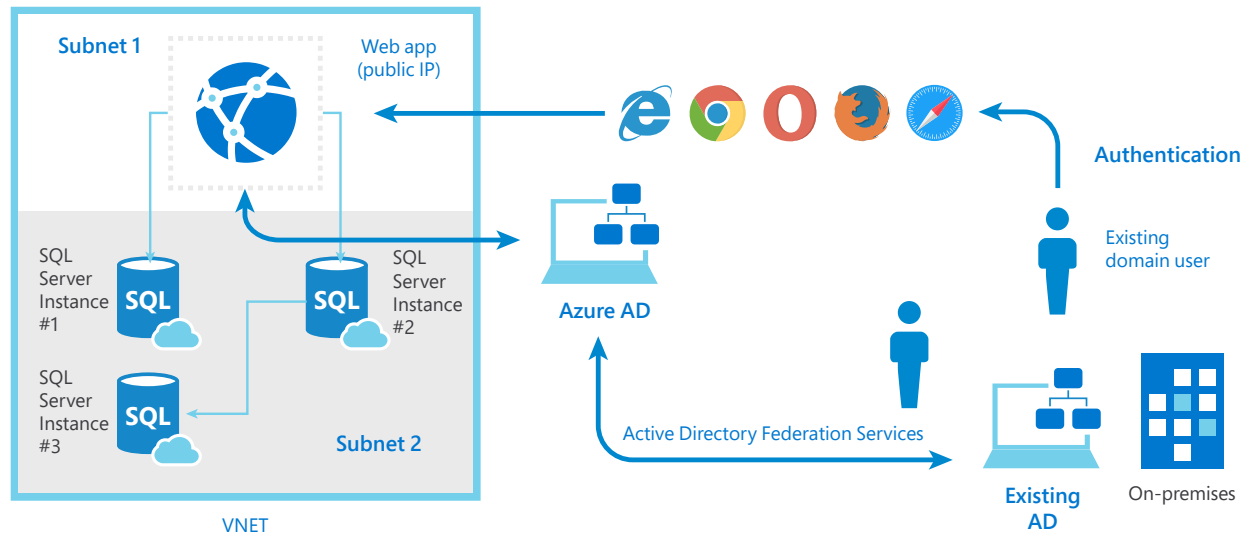 Subnet 1
Web app
(public IP)
Authentication
SQL
Server
Instance
#1
SQL
SQL
SQL
Server
Instance
#2
Existing
domain user
Azure AD
SQL
Server
Instance
#3
SQL
Subnet 2
Active Directory Federation Services
Existing
AD
On-premises
VNET